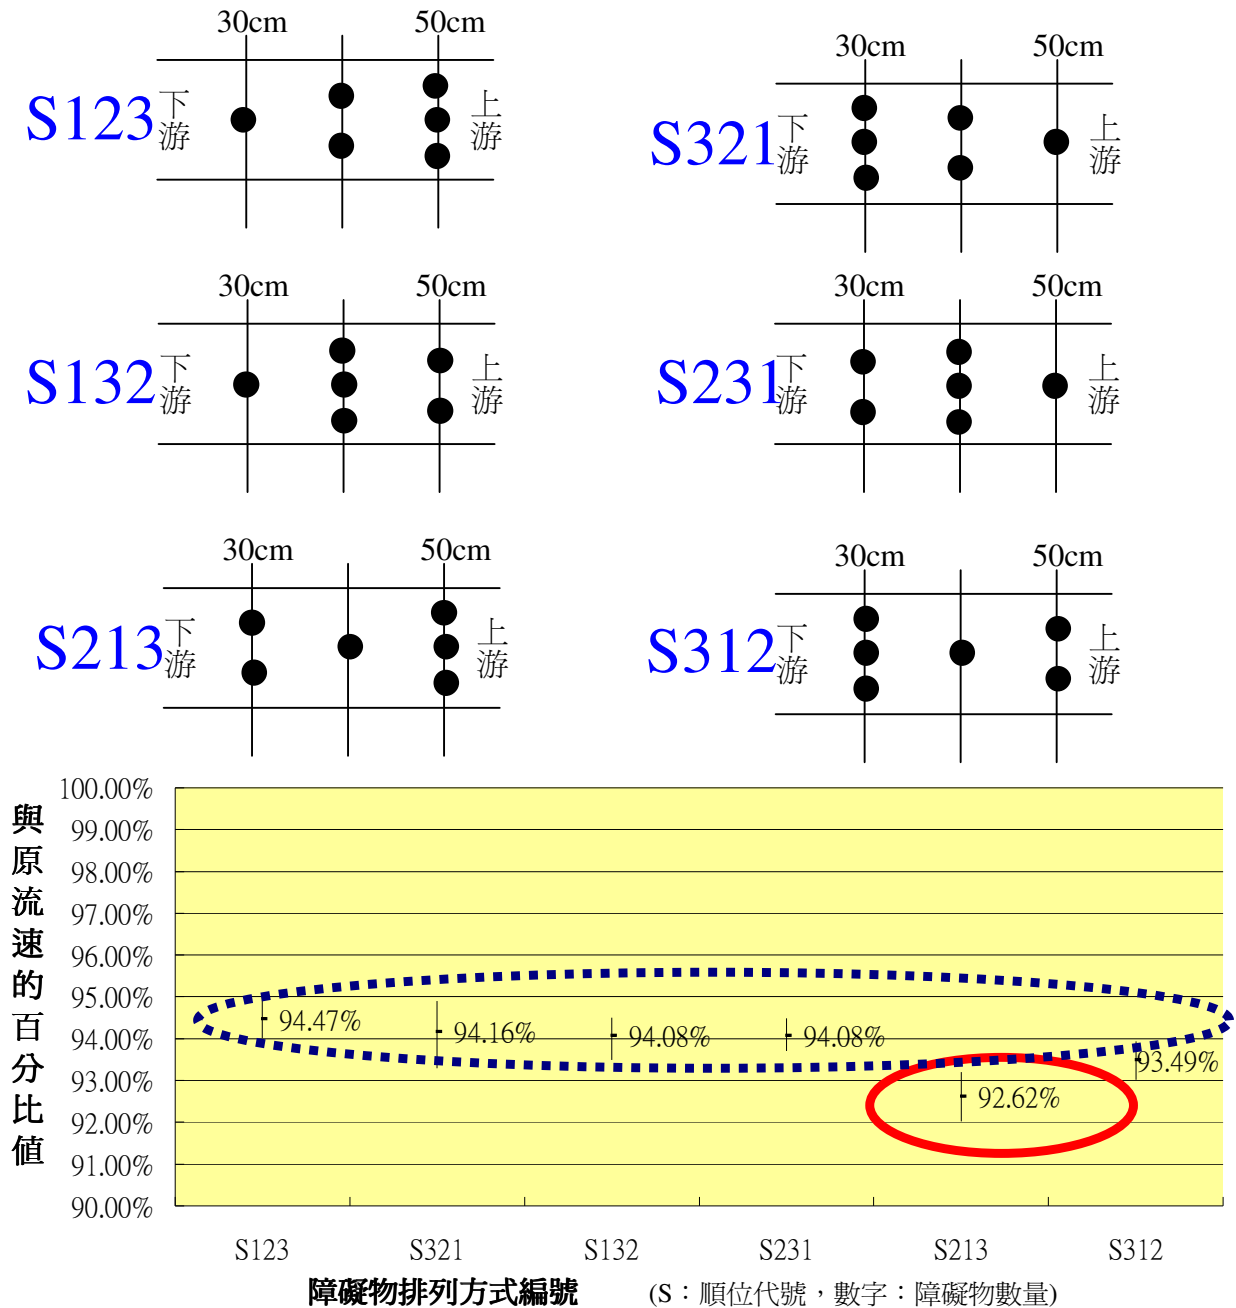 30cm 50cm
S123 下游 上游
30cm 50cm
S321 下游 上游
30cm 50cm
S132 下游 上游
30cm 50cm
S231 下游 上游
30cm 50cm
S213 下游 上游
30cm 50cm
S312 下游 上游
與原流速的百分比值
100.00%
99.00%
98.00%
97.00%
96.00%
95.00%
94.00%
93.00%
92.00%
91.00%
90.00%
94.47%
94.16%
94.08%
94.08%
92.62%
93.49%
S123 S321 S132 S231 S213 S312
障礙物排列方式編號 (S：順位代號，數字：障礙物數量)